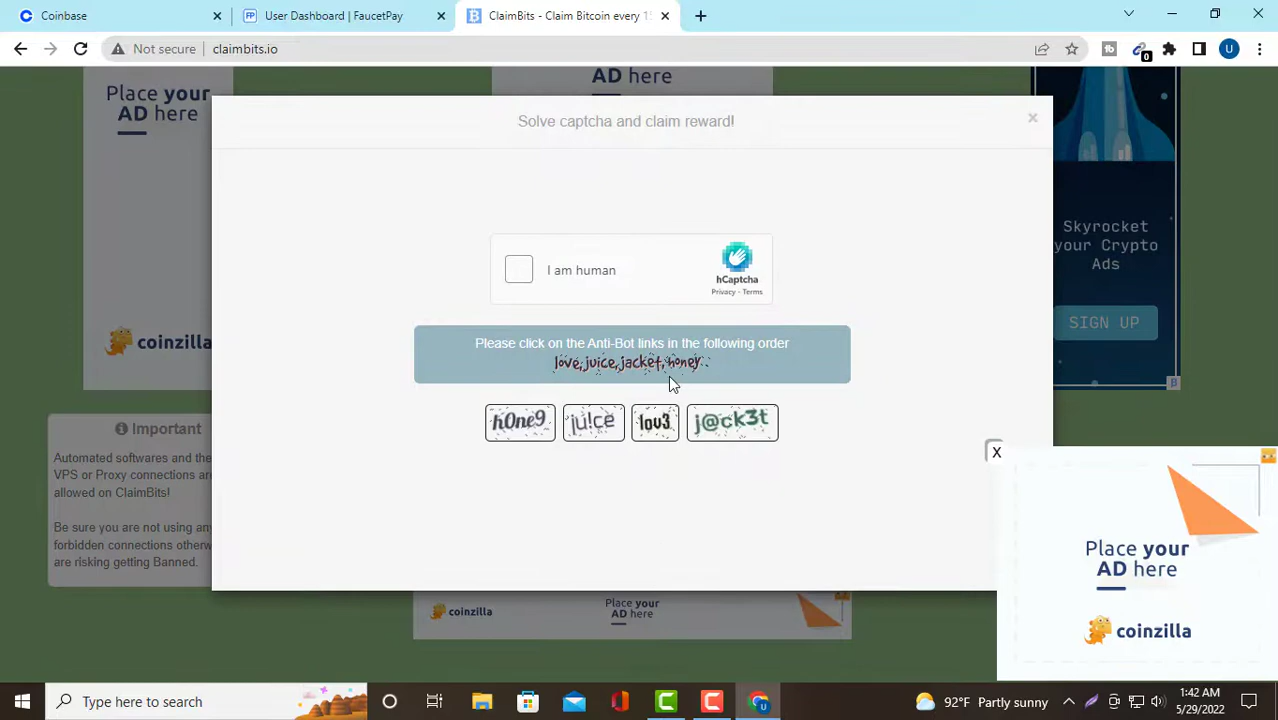 Coinbase
User Dashboard | FaucetPay
ClaimBits - Claim Bitcoin every 1
Not secure | claimbits.io
0
U
Place your
AD here
AD here
Solve captcha and claim reward!
I am human
hCaptcha
Privacy - Terms
Please click on the Anti-Bot links in the following order
love,juice,jacket,honey
h0ne9
ju!ce
lov3
j@ck3t
Skyrocket
your Crypto
Ads
SIGN UP
B
coinzilla
Important
Automated softwares and the
VPS or Proxy connections are
allowed on ClaimBits!
Be sure you are not using any
forbidden connections otherw
are risking getting Banned.
X
Place your
AD here
coinzilla
coinzilla
Place your
AD here
Type here to search
U
92°F Partly sunny
1:42 AM
5/29/2022